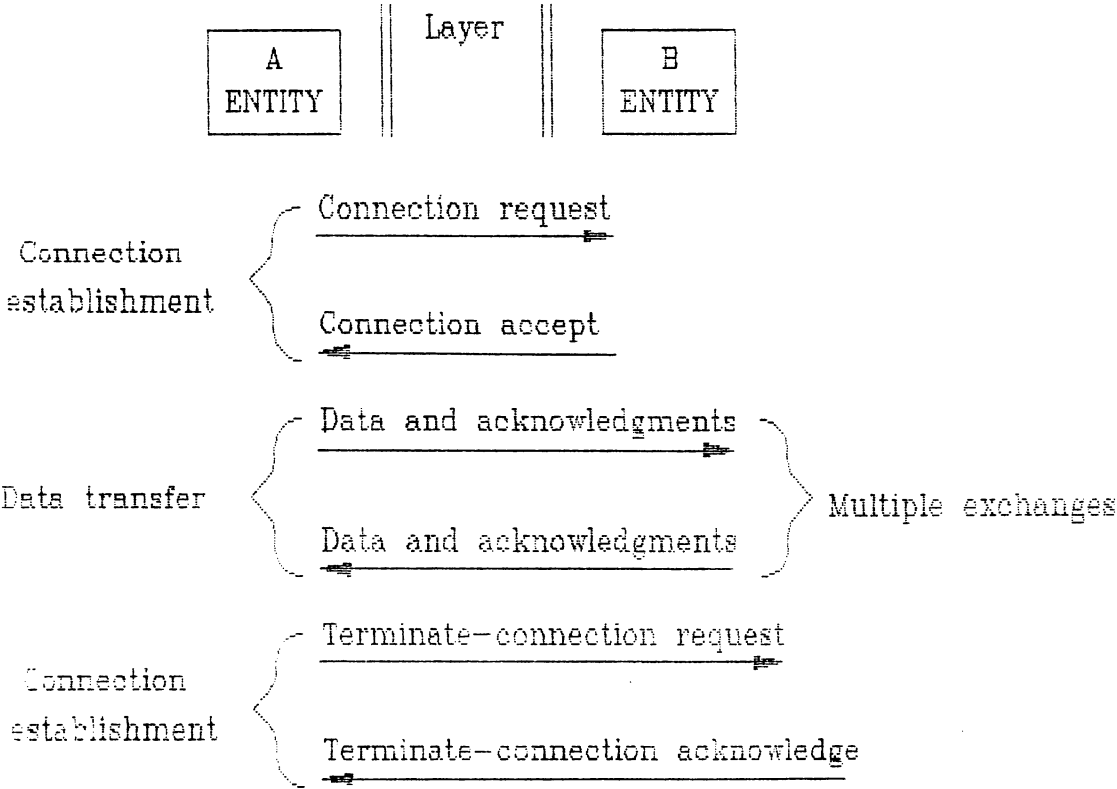 Layer
A
ENTITY
B
ENTITY
Connection request
Connection
establishment
Connection accept
Data and acknowledgments
Data transfer
Multiple exchanges
Data and acknowledgments
Terminate-connection request
Connection
establishment
Terminate-connection acknowledge